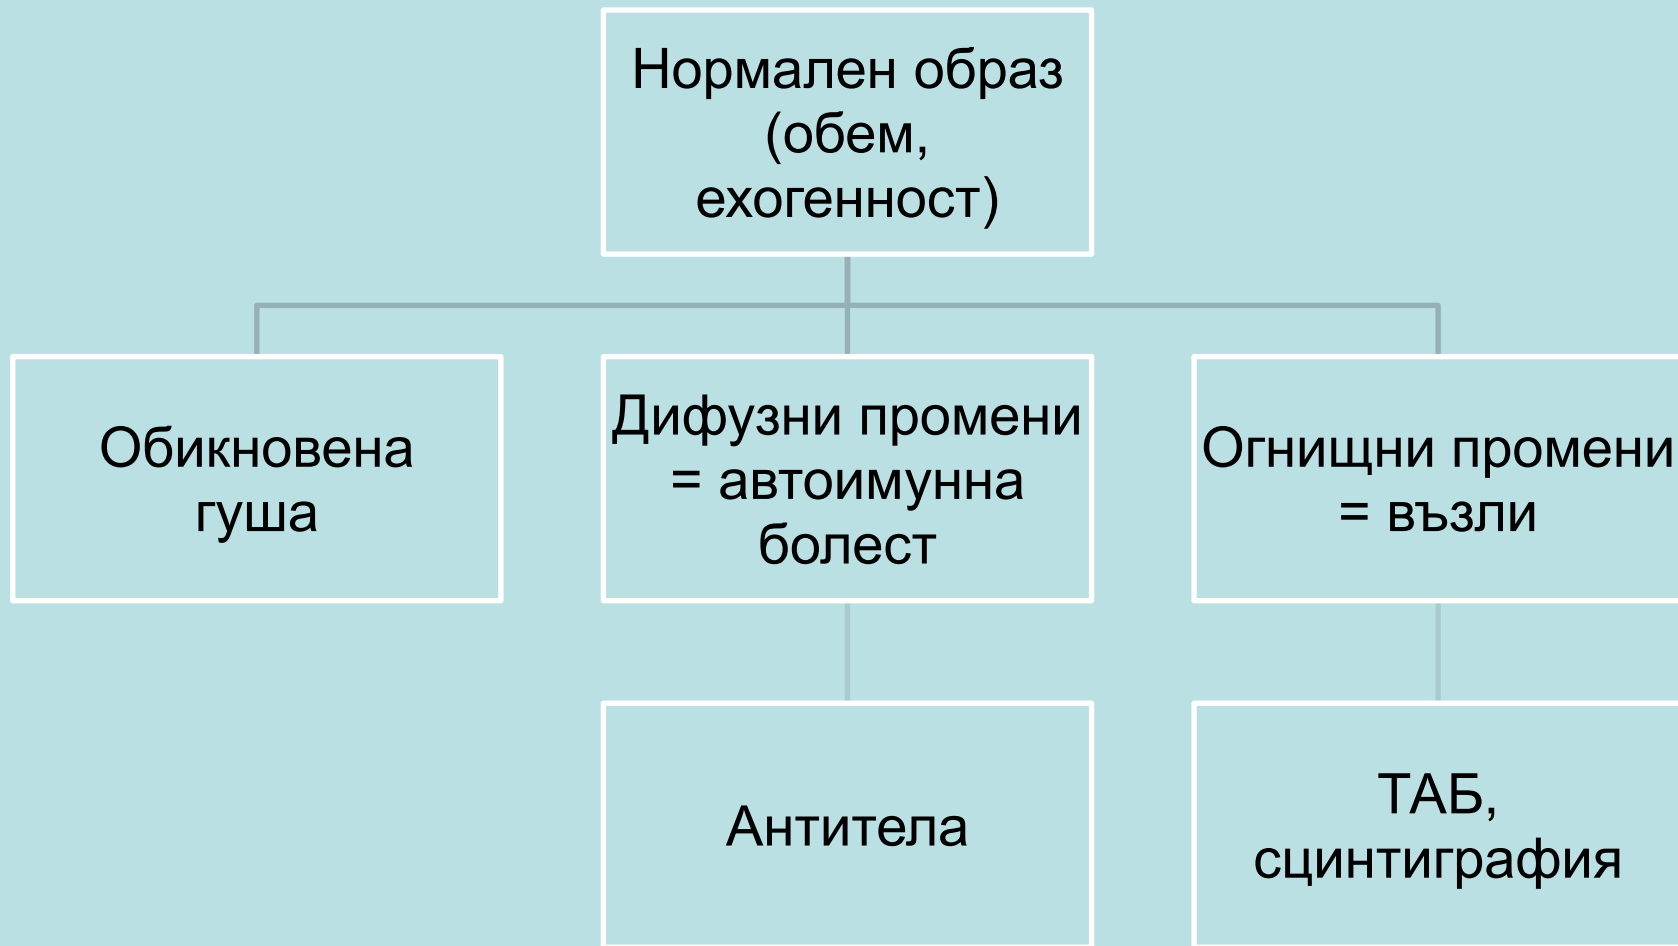 Нормален образ
(обем,
ехогенност)
Обикновена
гуша
Дифузни промени
= автоимунна
болест
Огнищни промени
= възли
Антитела
ТАБ,
сцинтиграфия